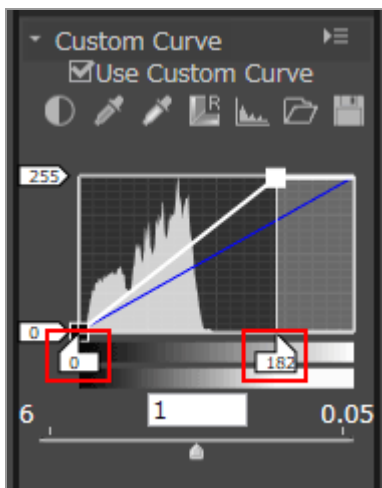 Custom Curve
Use Custom Curve
R
255
0
0 182
6 1 0.05